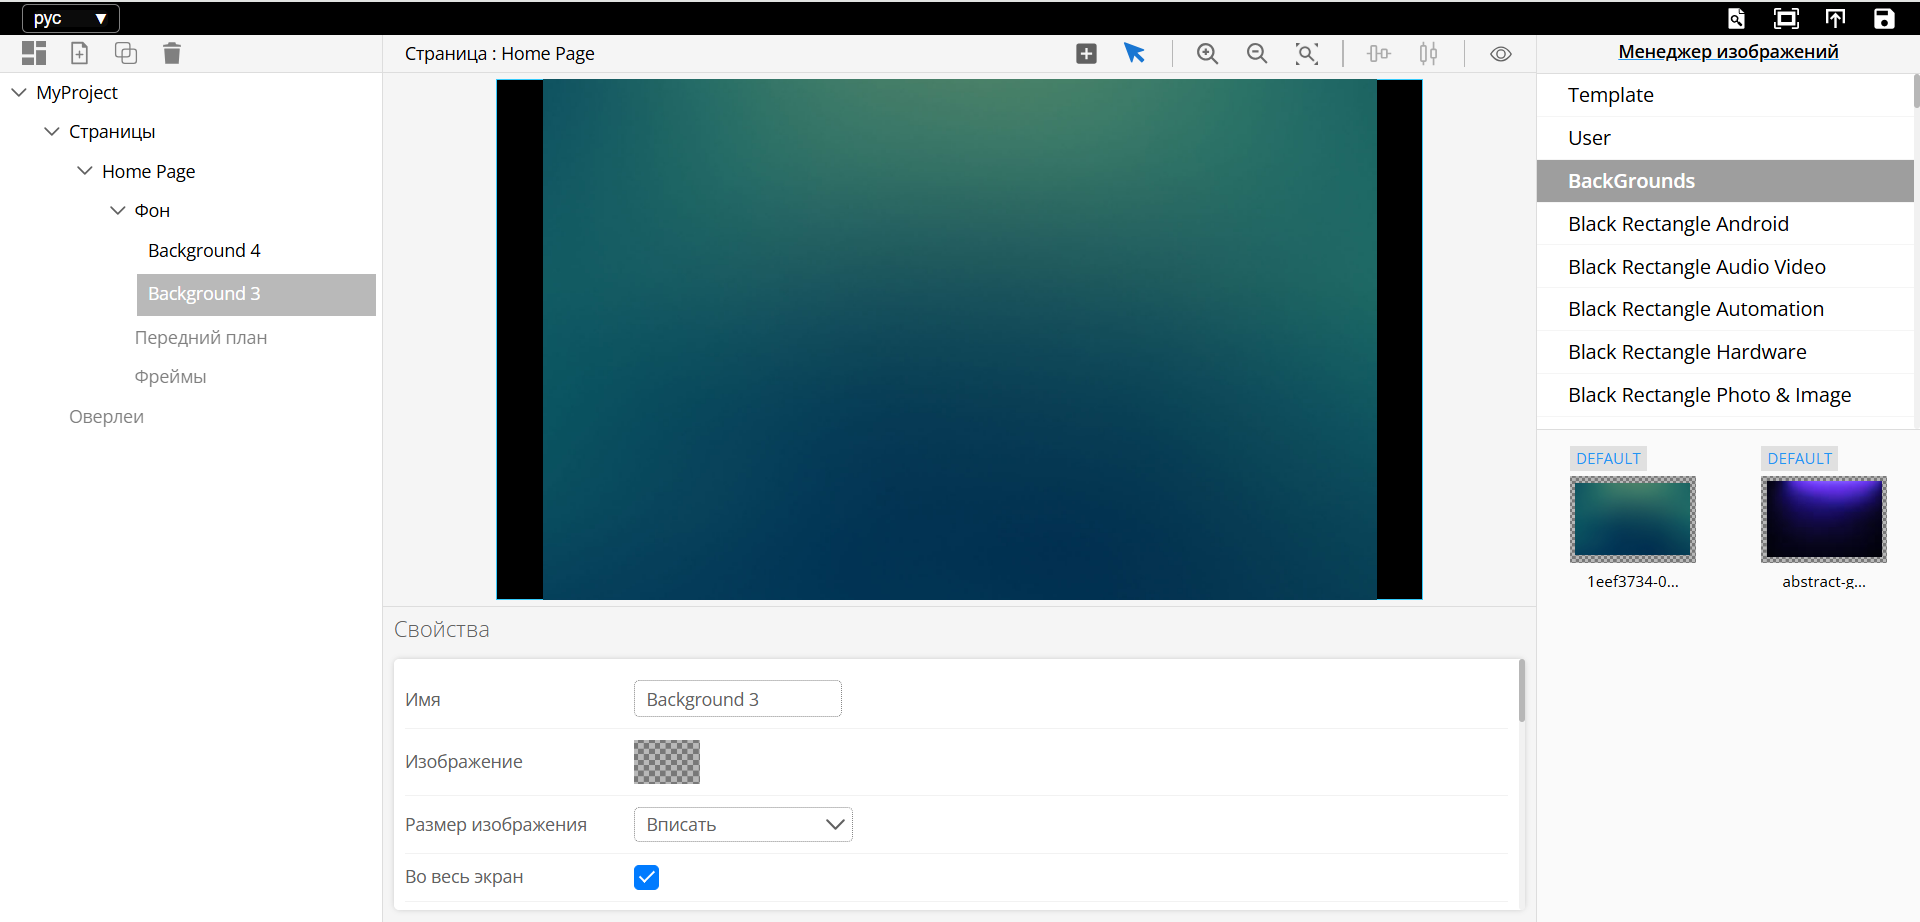 рус ▼
Страница : Home Page
Менеджер изображений
MyProject
Страницы
Home Page
Фон
Background 4
Background 3
Передний план
Фреймы
Оверлеи
Template
User
BackGrounds
Black Rectangle Android
Black Rectangle Audio Video
Black Rectangle Automation
Black Rectangle Hardware
Black Rectangle Photo & Image
DEFAULT DEFAULT
1eef3734-0... abstract-g...
Свойства
Имя Background 3
Изображение
Размер изображения Вписать
Во весь экран